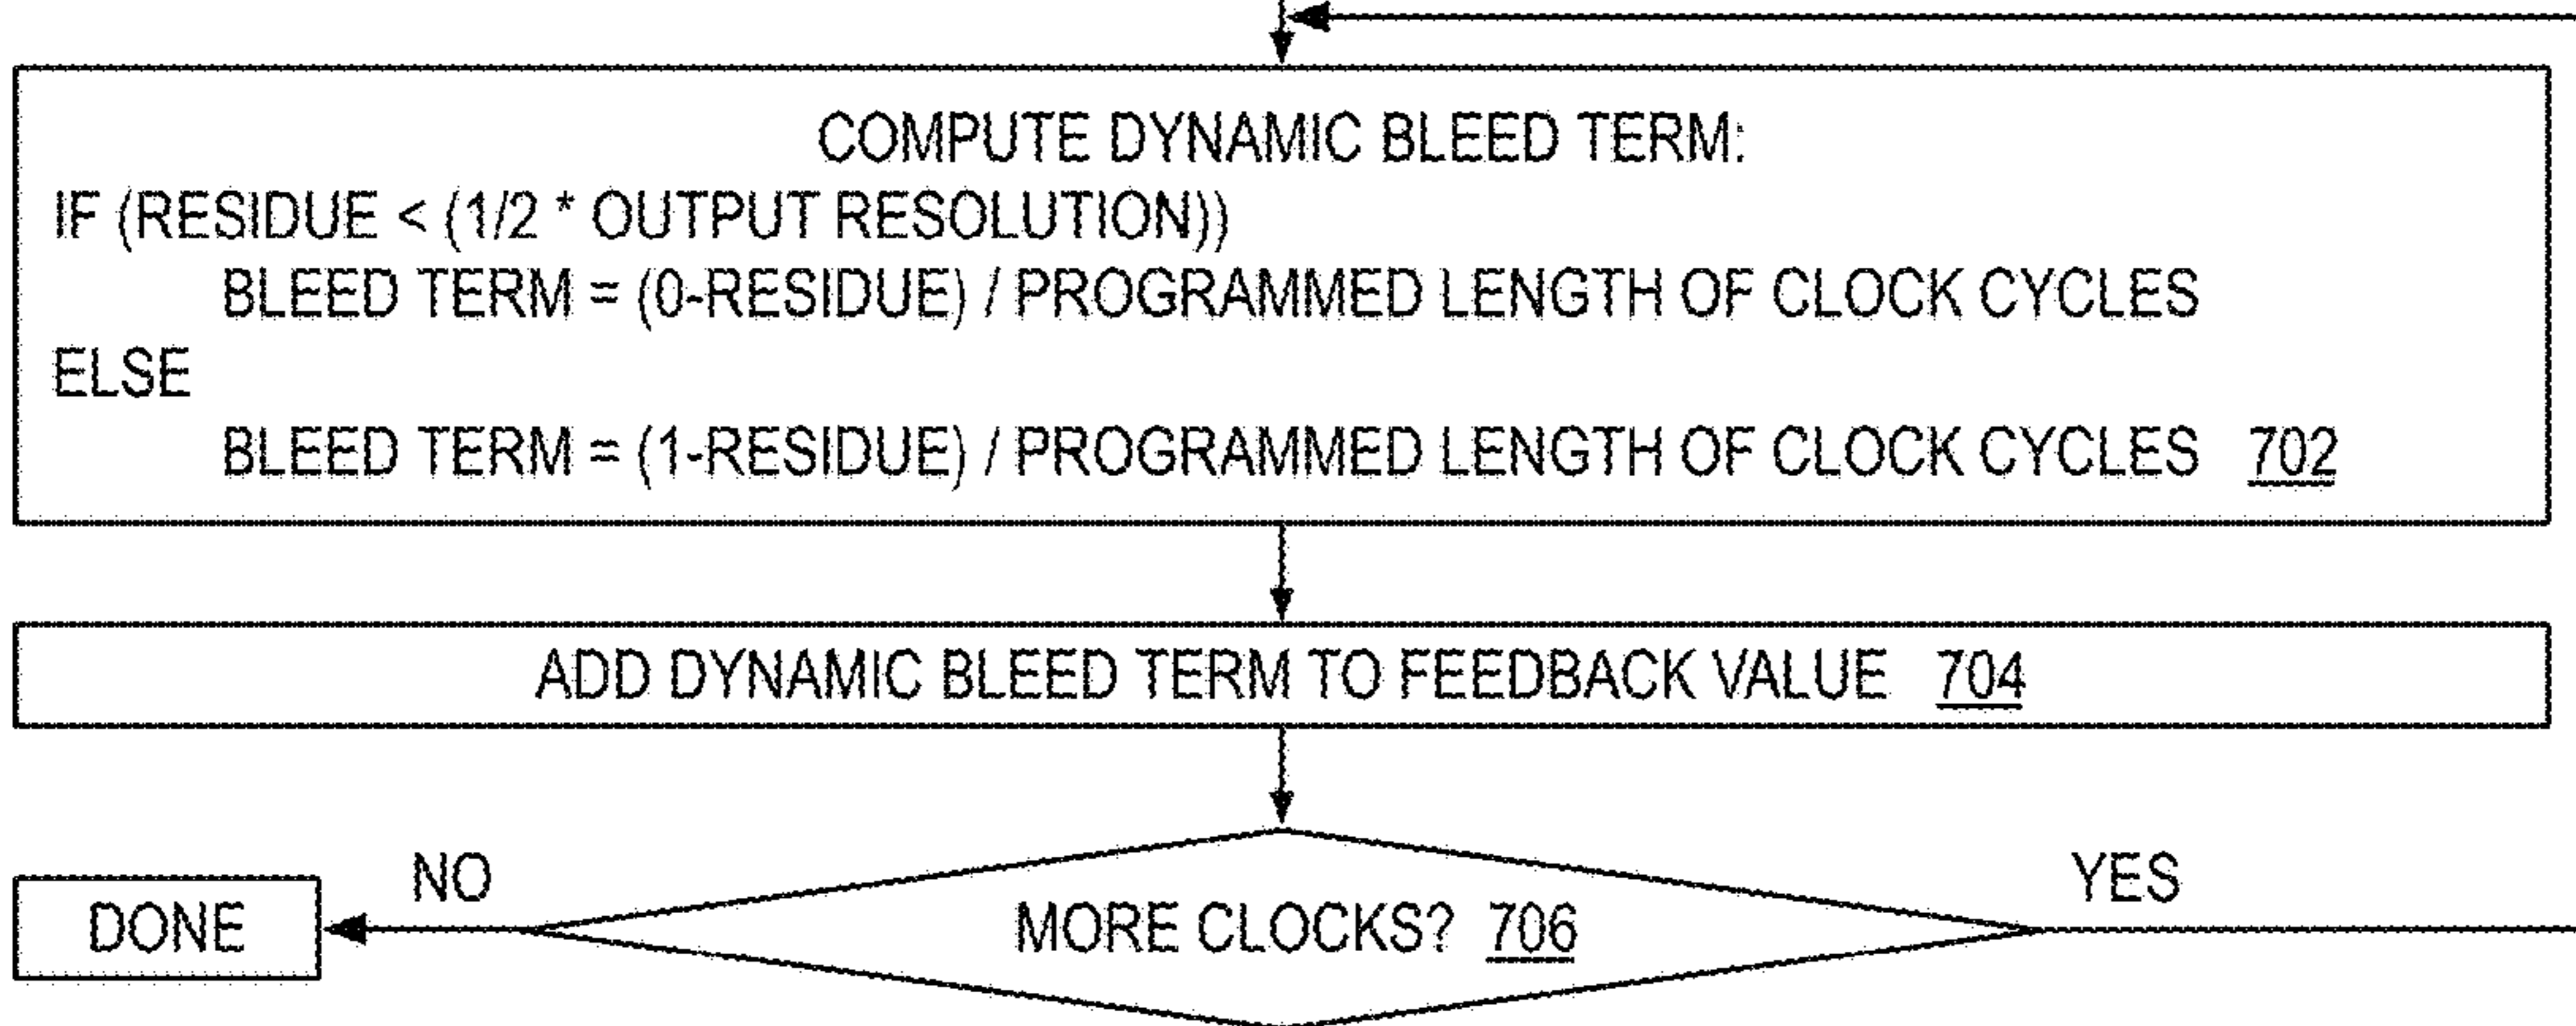 COMPUTE DYNAMIC BLEED TERM:
IF (RESIDUE < (1/2 * OUTPUT RESOLUTION))
BLEED TERM = (0-RESIDUE) / PROGRAMMED LENGTH OF CLOCK CYCLES
ELSE
BLEED TERM = (1-RESIDUE) / PROGRAMMED LENGTH OF CLOCK CYCLES 702
ADD DYNAMIC BLEED TERM TO FEEDBACK VALUE 704
NO
YES
DONE
MORE CLOCKS? 706